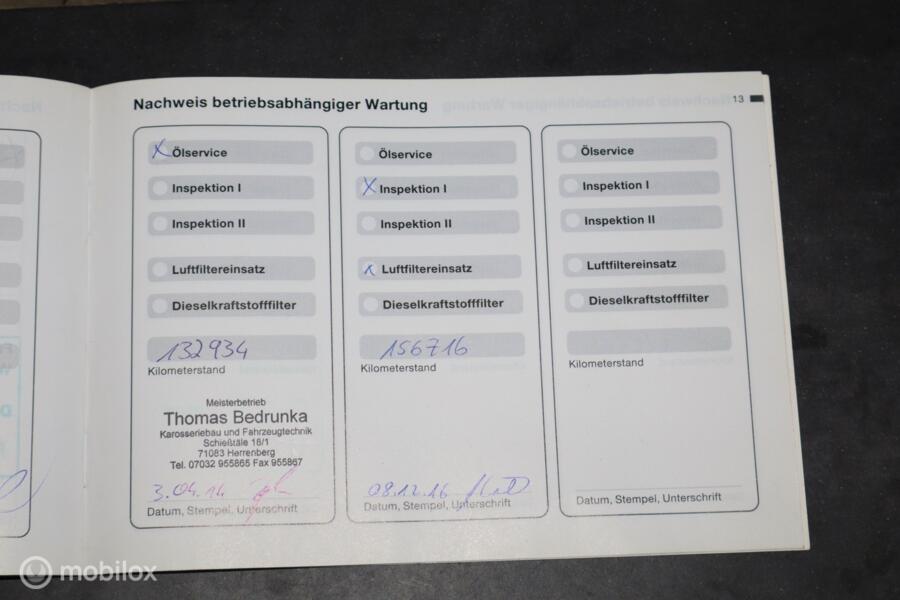 Nachweis betriebsabhängiger Wartung
13
X Ölservice
Inspektion I
Inspektion II
Luftfiltereinsatz
Dieselkraftstofffilter
132934
Kilometerstand
Meisterbetrieb
Thomas Bedrunka
Karosseriebau und Fahrzeugtechnik
Schießtäle 18/1
71083 Herrenberg
Tel. 07032 955865 Fax 955867
3.04.14
Datum, Stempel, Unterschrift
Ölservice
X Inspektion I
Inspektion II
x Luftfiltereinsatz
Dieselkraftstofffilter
156716
Kilometerstand
08.12.16
Datum, Stempel, Unterschrift
Ölservice
Inspektion I
Inspektion II
Luftfiltereinsatz
Dieselkraftstofffilter
Kilometerstand
Datum, Stempel, Unterschrift
mobilox